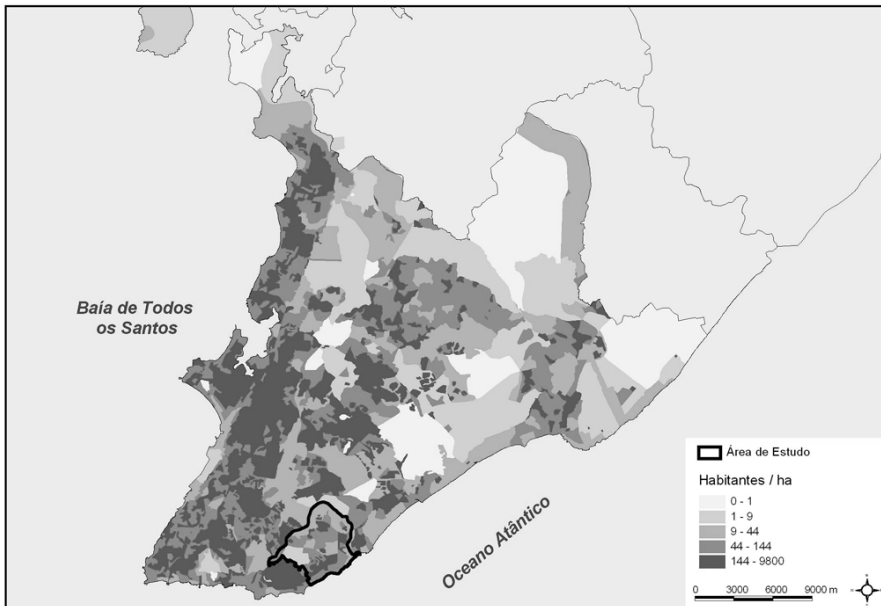 Baía de Todos
os Santos
Oceano Atântico
Área de Estudo
Habitantes / ha
0 - 1
1 - 9
9 - 44
44 - 144
144 - 9800
0 3000 6000 9000 m